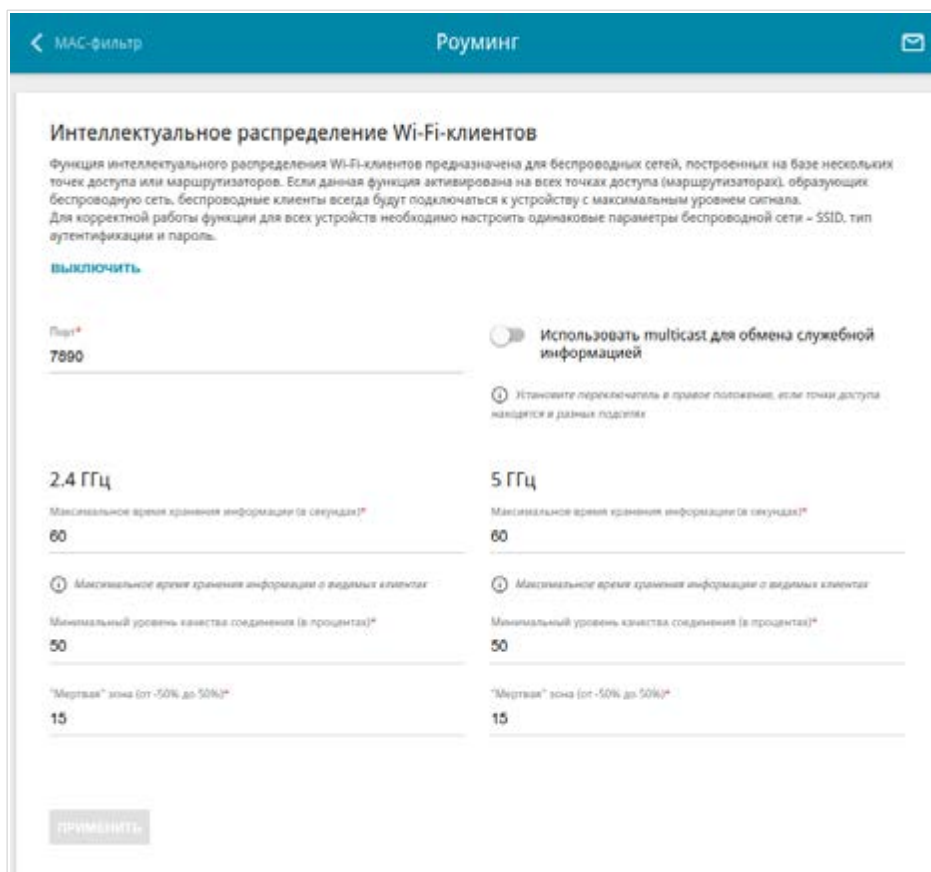 МАС-фильтр
Роуминг
Интеллектуальное распределение Wi-Fi-клиентов
Функция интеллектуального распределения Wi-Fi-клиентов предназначена для беспроводных сетей, построенных на базе нескольких
точек доступа или маршрутизаторов. Если данная функция активирована на всех точках доступа (маршрутизаторах), образующих
беспроводную сеть, беспроводные клиенты всегда будут подключаться к устройству с максимальным уровнем сигнала.
Для корректной работы функции для всех устройств необходимо настроить одинаковые параметры беспроводной сети – SSID, тип
аутентификации и пароль.
ВЫКЛЮЧИТЬ
Порт*
7890
Использовать multicast для обмена служебной
информацией
Установите переключатель в правое положение, если точки доступа
находятся в разных подсетях
2.4 ГГц
Максимальное время хранения информации (в секундах)*
60
Максимальное время хранения информации о видимых клиентах
Минимальный уровень качества соединения (в процентах)*
50
"Мертвая" зона (от -50% до 50%)*
15
5 ГГц
Максимальное время хранения информации (в секундах)*
60
Максимальное время хранения информации о видимых клиентах
Минимальный уровень качества соединения (в процентах)*
50
"Мертвая" зона (от -50% до 50%)*
15
ПРИМЕНИТЬ